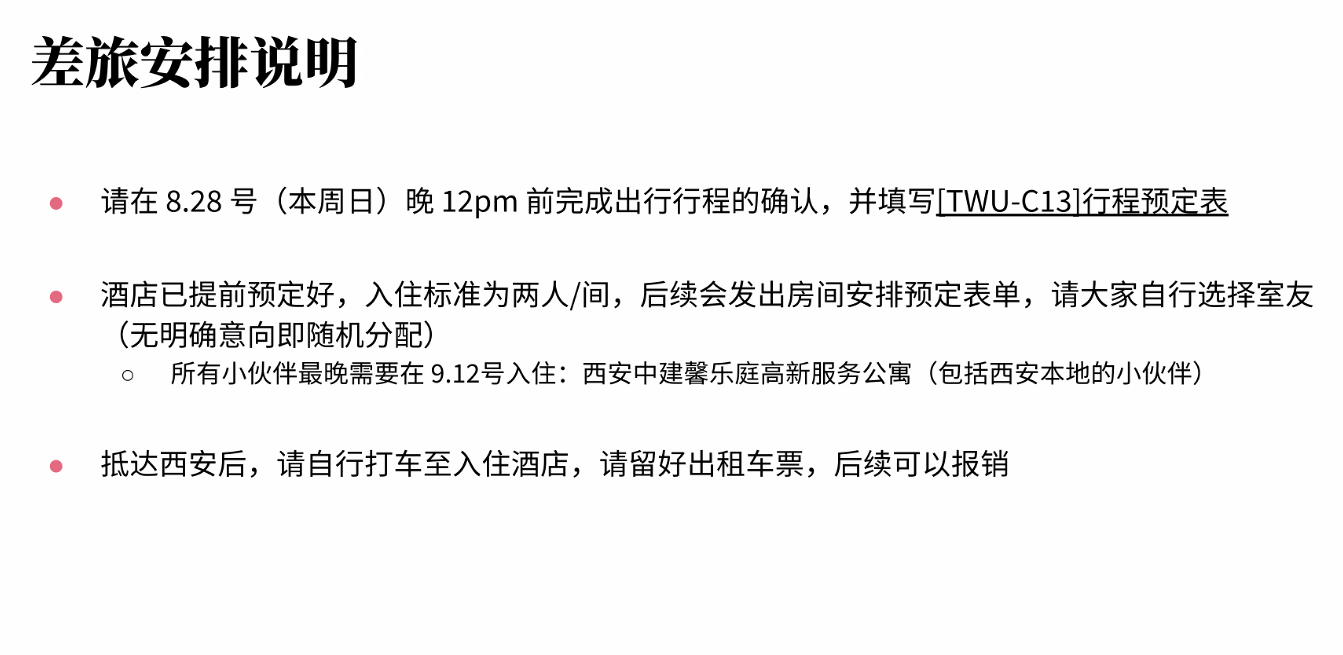 差旅安排说明
● 请在 8.28 号（本周日）晚 12pm 前完成出行行程的确认，并填写[TWU-C13]行程预定表
● 酒店已提前预定好，入住标准为两人/间，后续会发出房间安排预定表单，请大家自行选择室友
（无明确意向即随机分配）
○ 所有小伙伴最晚需要在 9.12号入住：西安中建馨乐庭高新服务公寓（包括西安本地的小伙伴）
● 抵达西安后，请自行打车至入住酒店，请留好出租车票，后续可以报销